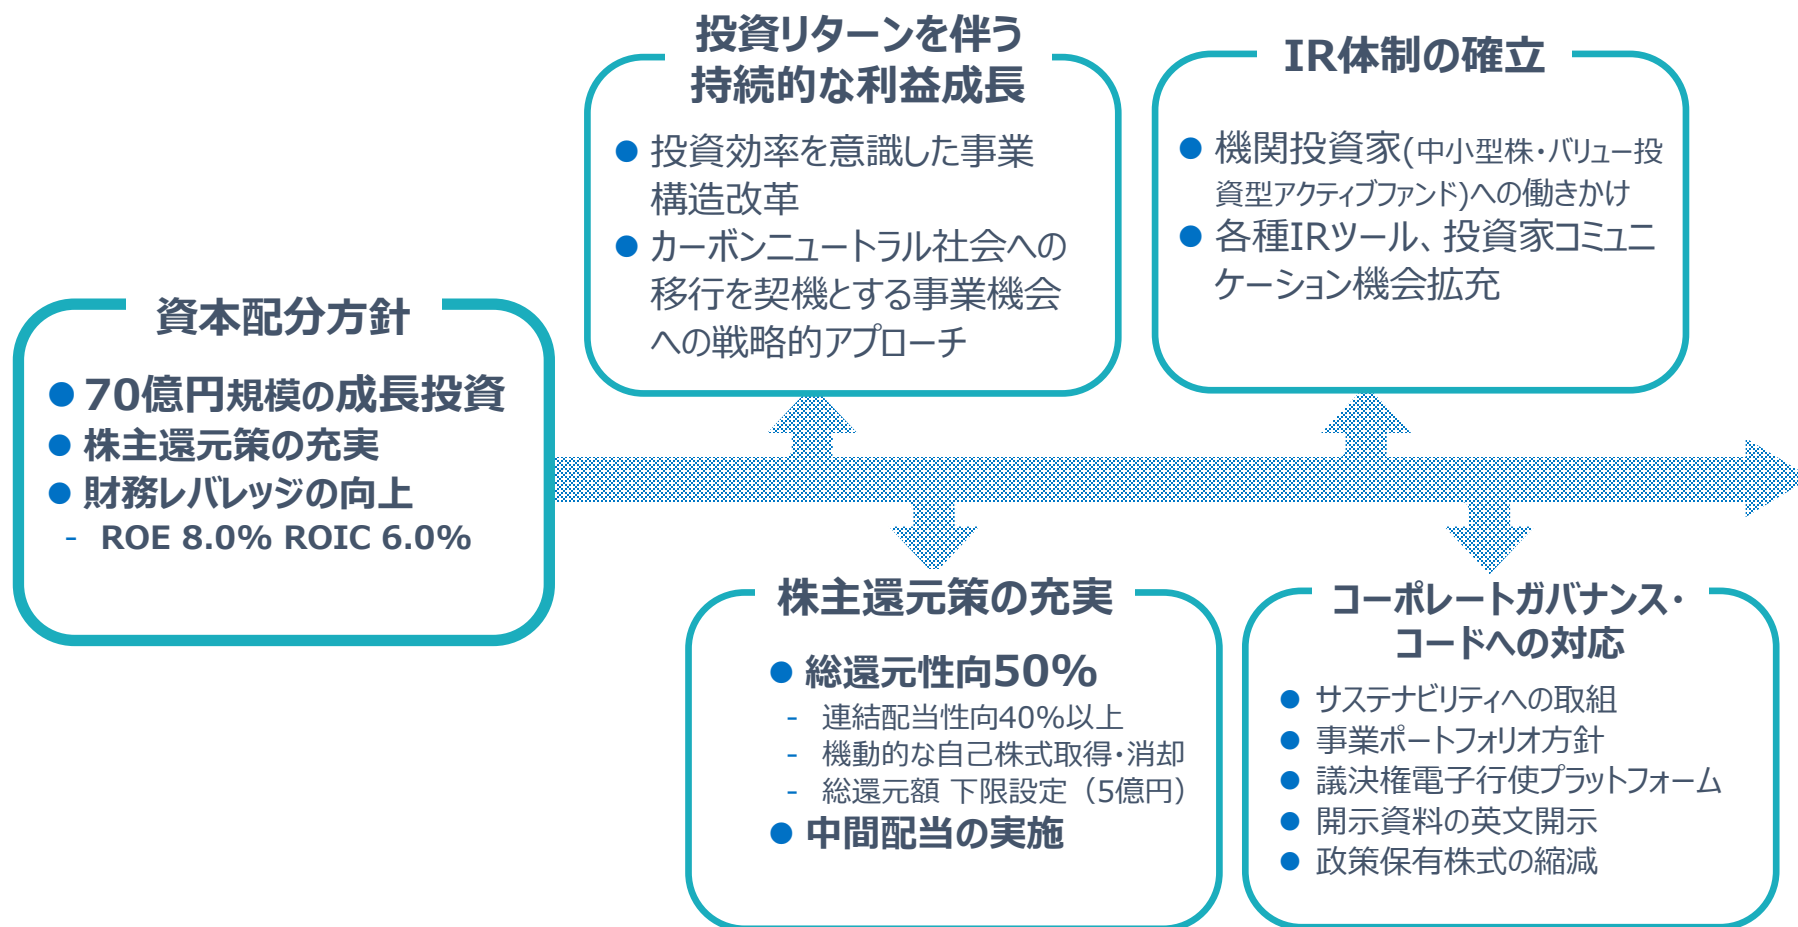 資本配分方針
● 70億円規模の成長投資
● 株主還元策の充実
● 財務レバレッジの向上
- ROE 8.0% ROIC 6.0%
投資リターンを伴う
持続的な利益成長
● 投資効率を意識した事業
構造改革
● カーボンニュートラル社会への
移行を契機とする事業機会
への戦略的アプローチ
IR体制の確立
● 機関投資家(中小型株・バリュー投
資型アクティブファンド)への働きかけ
● 各種IRツール、投資家コミュニ
ケーション機会拡充
株主還元策の充実
● 総還元性向50%
- 連結配当性向40%以上
- 機動的な自己株式取得・消却
- 総還元額 下限設定（5億円）
● 中間配当の実施
コーポレートガバナンス・
コードへの対応
● サステナビリティへの取組
● 事業ポートフォリオ方針
● 議決権電子行使プラットフォーム
● 開示資料の英文開示
● 政策保有株式の縮減